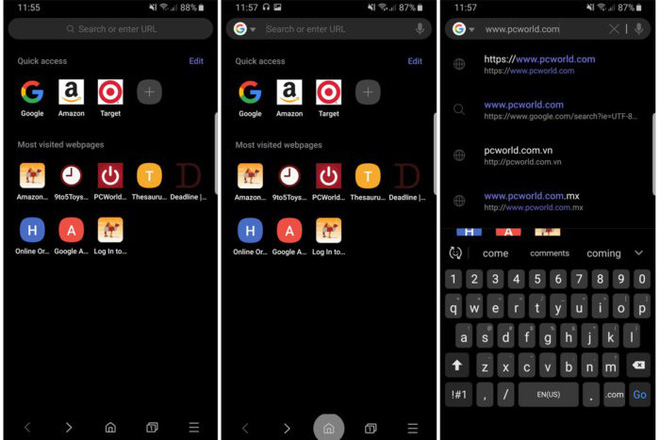 11:55
88%
Search or enter URL
Quick access
Edit
Google
Amazon
Target
Most visited webpages
Amazon...
9to5Toys...
PCWorld...
T
Thesauru...
D
Deadline |...
H
Online Or...
A
Google A...
Log In to...
11:57
88%
G
Search or enter URL
Quick access
Edit
Google
Amazon
Target
Most visited webpages
Amazon...
9to5Toys...
PCWorld...
T
Thesauru...
D
Deadline |...
H
Online Or...
A
Google A...
Log In to...
1
11:57
87%
G
www.pcworld.com
https://www.pcworld.com
https://www.pcworld.com
www.pcworld.com
https://www.google.com/search?ie=UTF-8...
pcworld.com.vn
http://pcworld.com.vn
www.pcworld.com.mx
http://www.pcworld.com.mx
come comments coming
1 2 3 4 5 6 7 8 9 0
q w e r t y u i o p
a s d f g h j k l
z x c v b n m
!#1 , / EN(US) . .com Go